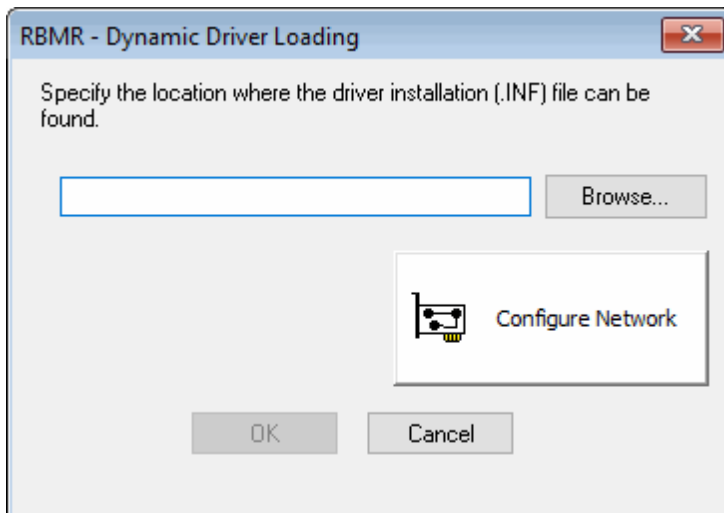 RBMR - Dynamic Driver Loading
Specify the location where the driver installation (.INF) file can be
found.
Browse...
Configure Network
OK
Cancel